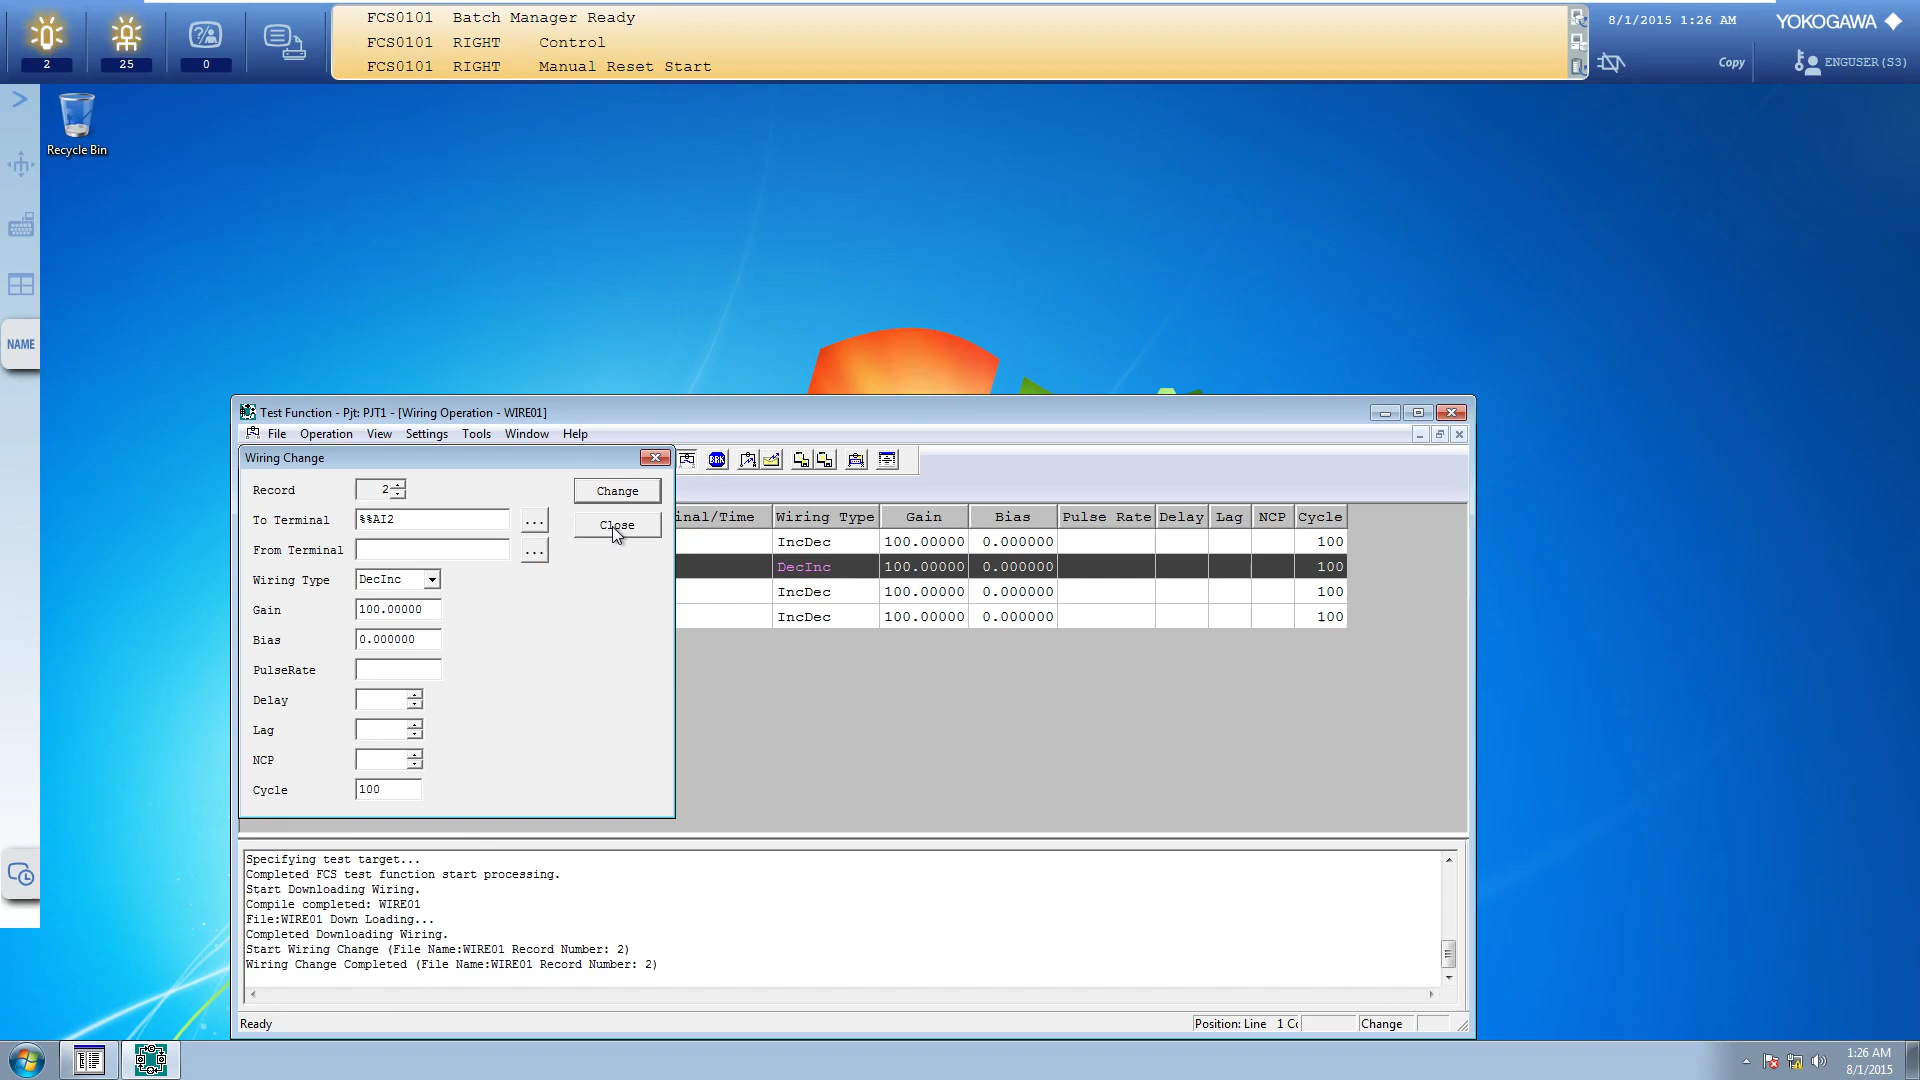 FCS0101 Batch Manager Ready
FCS0101 RIGHT Control
FCS0101 RIGHT Manual Reset Start
2
25
0
8/1/2015 1:26 AM
YOKOGAWA
Copy
ENGUSER (S3)
Recycle Bin
NAME
Test Function - Pjt: PJT1 - [Wiring Operation - WIRE01]
File Operation View Settings Tools Window Help
Wiring Change
BRK
Record 2
Change
To Terminal %%AI2 ...
Close
From Terminal ...
Wiring Type DecInc
Gain 100.00000
Bias 0.000000
PulseRate
Delay
Lag
NCP
Cycle 100
inal/Time Wiring Type Gain Bias Pulse Rate Delay Lag NCP Cycle
IncDec 100.00000 0.000000 100
DecInc 100.00000 0.000000 100
IncDec 100.00000 0.000000 100
IncDec 100.00000 0.000000 100
Specifying test target...
Completed FCS test function start processing.
Start Downloading Wiring.
Compile completed: WIRE01
File:WIRE01 Down Loading...
Completed Downloading Wiring.
Start Wiring Change (File Name:WIRE01 Record Number: 2)
Wiring Change Completed (File Name:WIRE01 Record Number: 2)
Ready
Position: Line 1 Co
Change
1:26 AM
8/1/2015